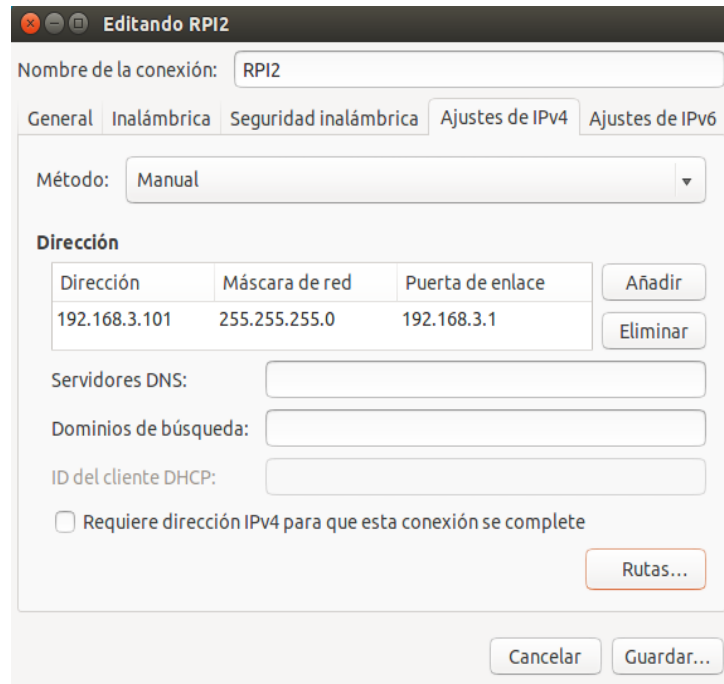 Editando RPI2
Nombre de la conexión: RPI2
General Inalámbrica Seguridad inalámbrica Ajustes de IPv4 Ajustes de IPv6
Método: Manual
Dirección
Dirección Máscara de red Puerta de enlace Añadir
192.168.3.101 255.255.255.0 192.168.3.1 Eliminar
Servidores DNS:
Dominios de búsqueda:
ID del cliente DHCP:
Requiere dirección IPv4 para que esta conexión se complete
Rutas...
Cancelar Guardar...